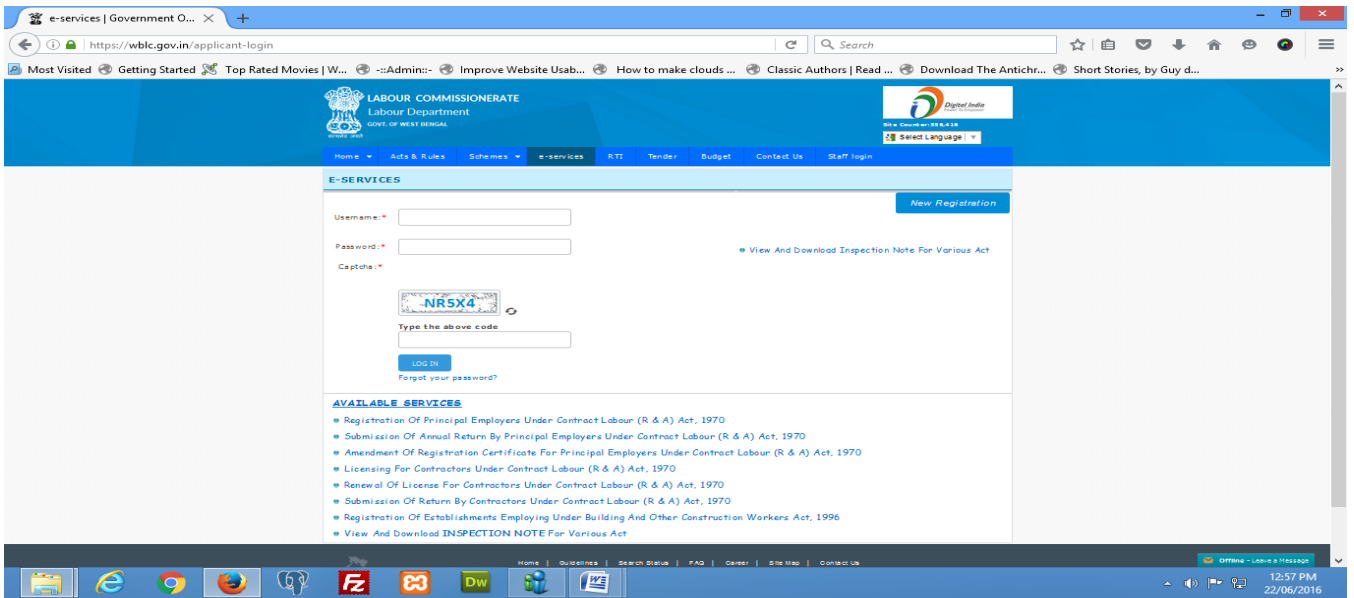 e-services | Government O...
https://wblc.gov.in/applicant-login
Search
Most Visited Getting Started Top Rated Movies | W... -::Admin::- Improve Website Usab... How to make clouds ... Classic Authors | Read ... Download The Antichr... Short Stories, by Guy d... »
LABOUR COMMISSIONERATE
Labour Department
GOVT. OF WEST BENGAL
Digital India
Power To Empower
Site Counter:
Select Language
Home Acts & Rules Schemes e-services RTI Tender Budget Contact Us Staff login
E-SERVICES
New Registration
Username:*
Password:*
View And Download Inspection Note For Various Act
Captcha:*
NR5X4
Type the above code
LOG IN
Forgot your password?
AVAILABLE SERVICES
Registration Of Principal Employers Under Contract Labour (R & A) Act, 1970
Submission Of Annual Return By Principal Employers Under Contract Labour (R & A) Act, 1970
Amendment Of Registration Certificate For Principal Employers Under Contract Labour (R & A) Act, 1970
Licensing For Contractors Under Contract Labour (R & A) Act, 1970
Renewal Of License For Contractors Under Contract Labour (R & A) Act, 1970
Submission Of Return By Contractors Under Contract Labour (R & A) Act, 1970
Registration Of Establishments Employing Under Building And Other Construction Workers Act, 1996
View And Download INSPECTION NOTE For Various Act
Home | Guidelines | Search Status | FAQ | Career | Site Map | Contact Us
Offline - Leave a Message
Fz Dw W
12:57 PM
22/06/2016